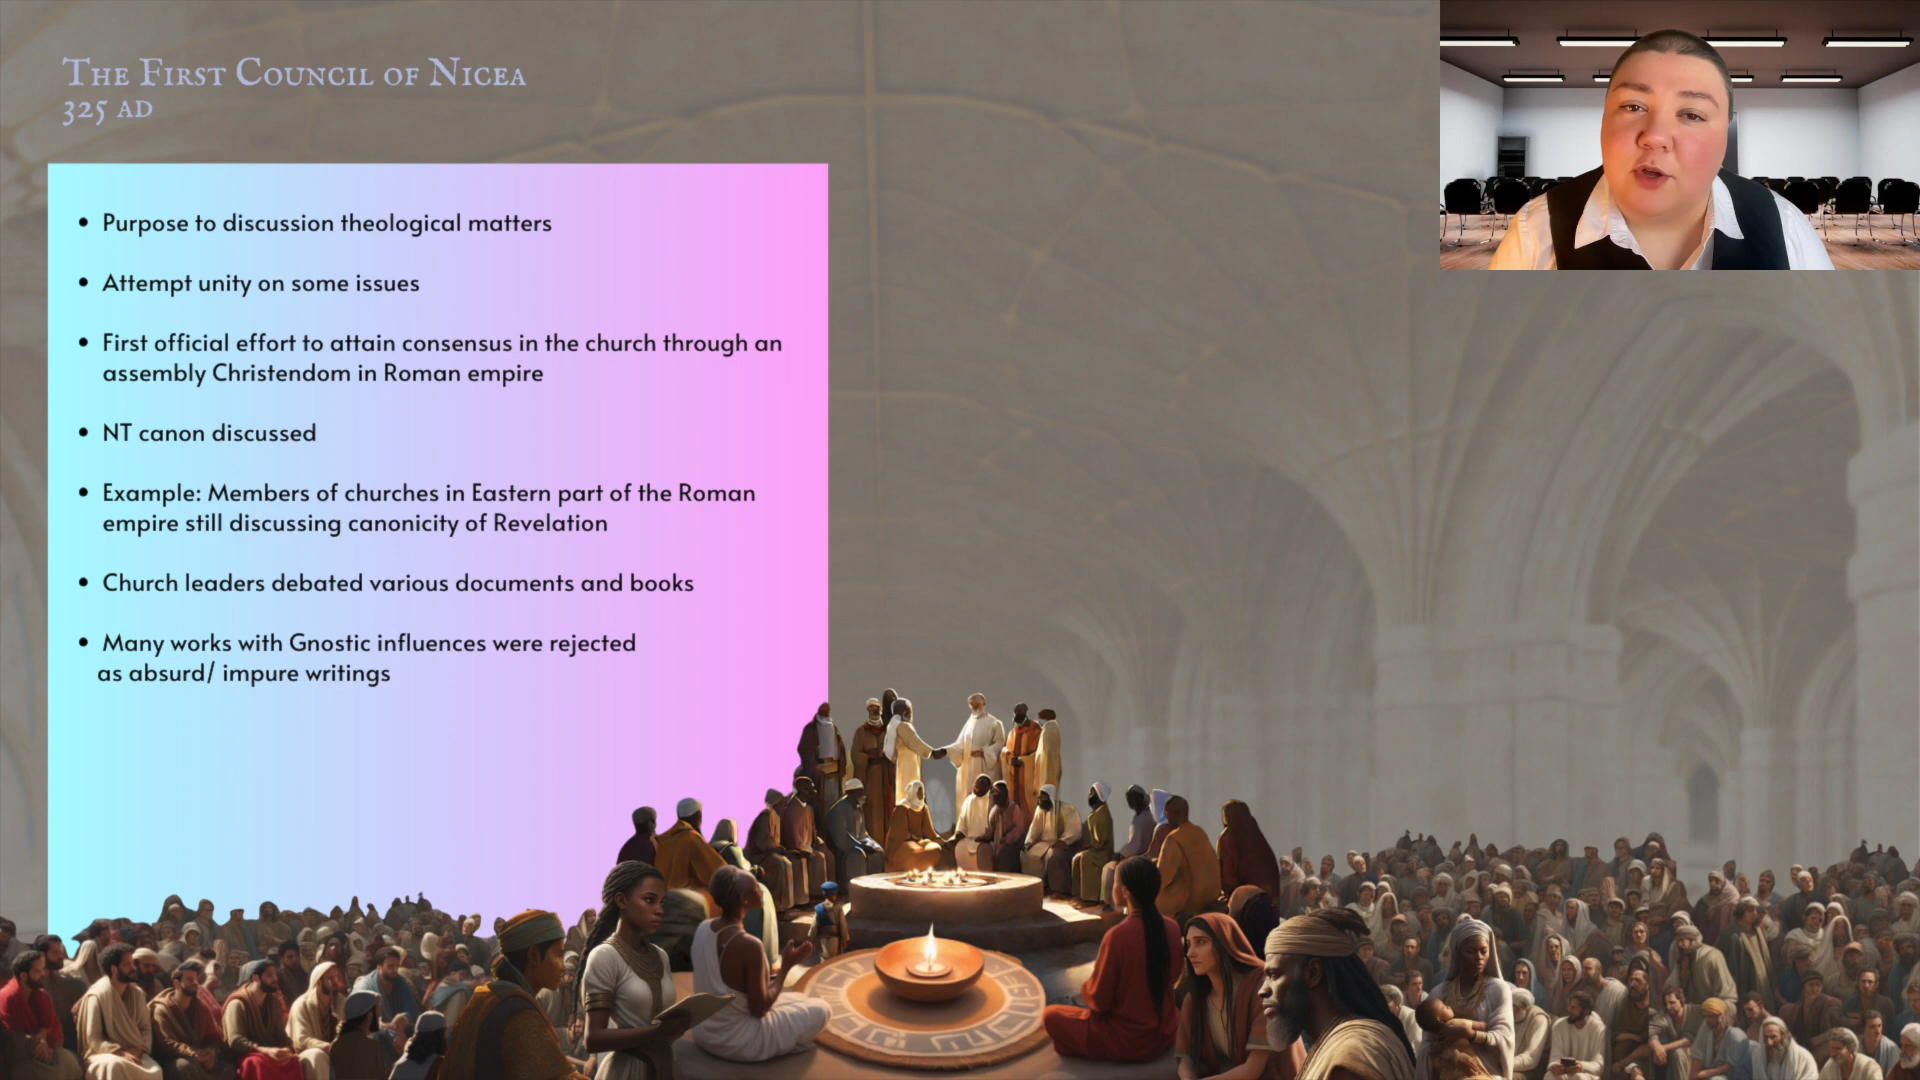 The First Council of Nicea
325 AD
• Purpose to discussion theological matters
• Attempt unity on some issues
• First official effort to attain consensus in the church through an
assembly Christendom in Roman empire
• NT canon discussed
• Example: Members of churches in Eastern part of the Roman
empire still discussing canonicity of Revelation
• Church leaders debated various documents and books
• Many works with Gnostic influences were rejected
as absurd/ impure writings